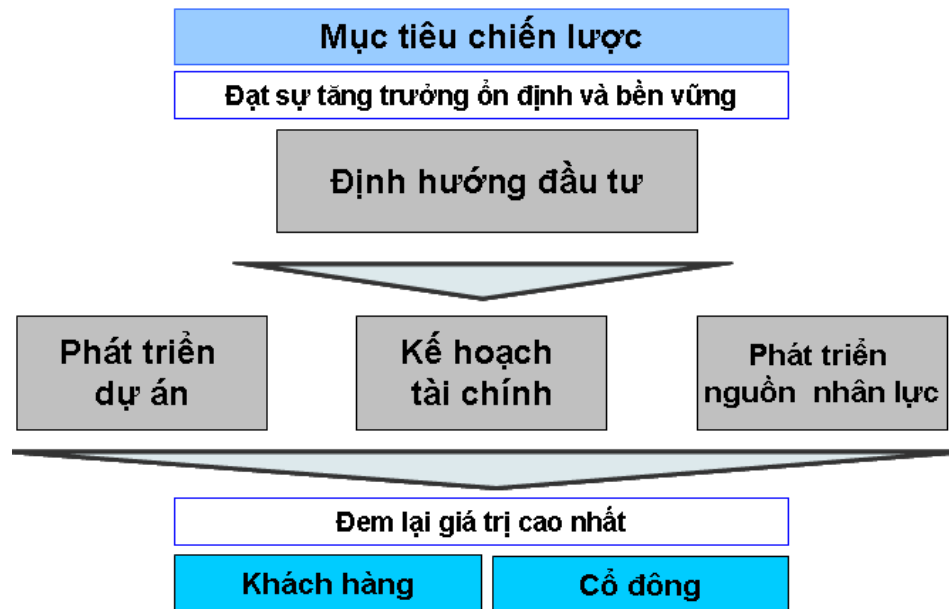 Mục tiêu chiến lược
Đạt sự tăng trưởng ổn định và bền vững
Định hướng đầu tư
Phát triển
dự án
Kế hoạch
tài chính
Phát triển
nguồn nhân lực
Đem lại giá trị cao nhất
Khách hàng
Cổ đông